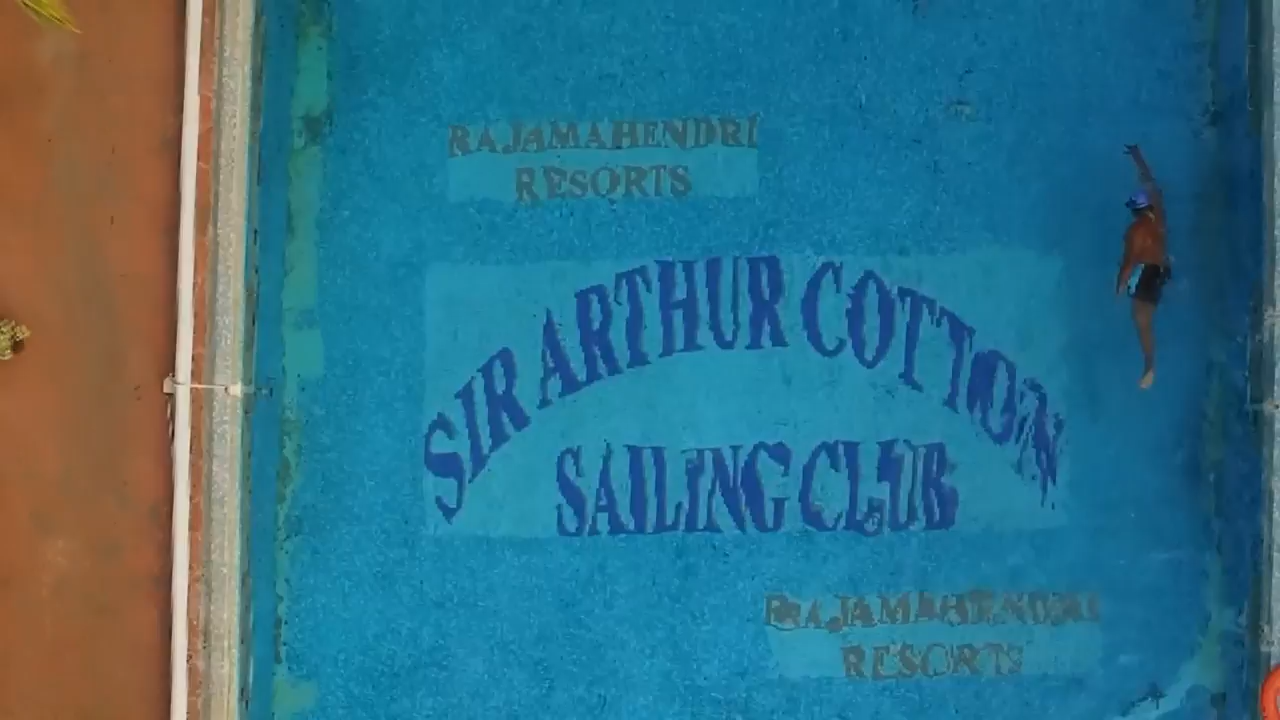 RAJAMAHENDRI
RESORTS
SIR ARTHUR COTTON
SAILING CLUB
RAJAMAHENDRI
RESORTS